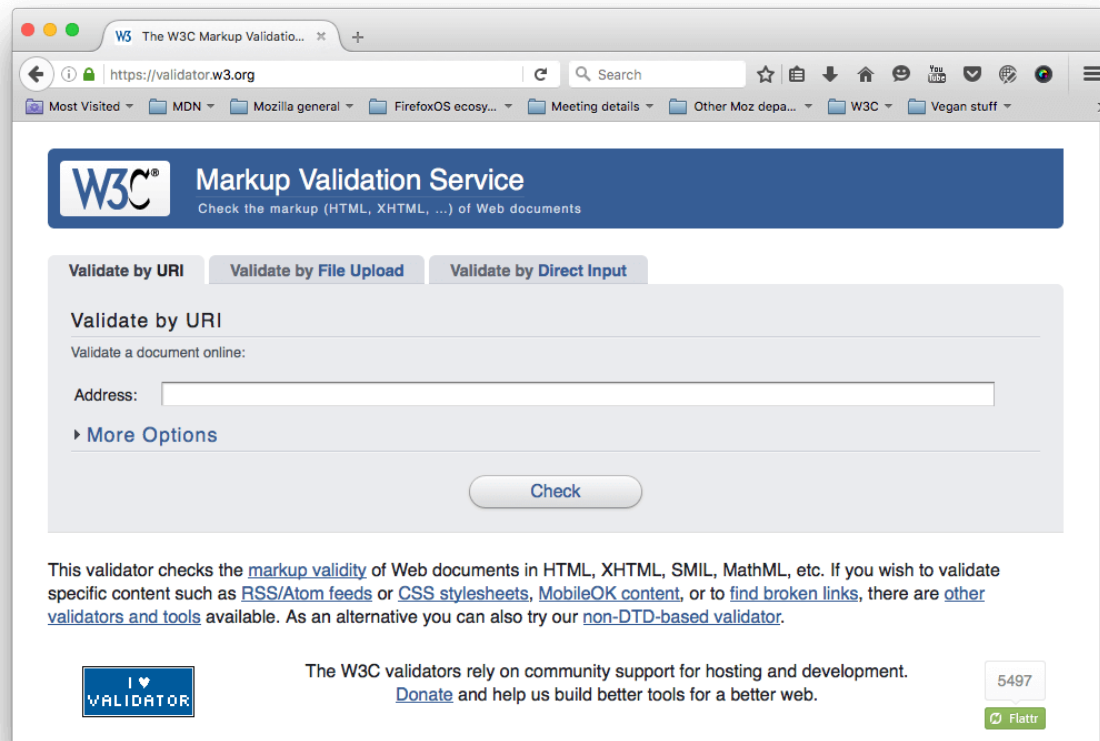 W3C The W3C Markup Validatio...
https://validator.w3.org
Search
You Tube
Most Visited MDN Mozilla general FirefoxOS ecosy... Meeting details Other Moz depa... W3C Vegan stuff
W3C® Markup Validation Service
Check the markup (HTML, XHTML, ...) of Web documents
Validate by URI Validate by File Upload Validate by Direct Input
Validate by URI
Validate a document online:
Address:
More Options
Check
This validator checks the markup validity of Web documents in HTML, XHTML, SMIL, MathML, etc. If you wish to validate
specific content such as RSS/Atom feeds or CSS stylesheets, MobileOK content, or to find broken links, there are other
validators and tools available. As an alternative you can also try our non-DTD-based validator.
I ♥
VALIDATOR
The W3C validators rely on community support for hosting and development.
Donate and help us build better tools for a better web.
5497
Flattr